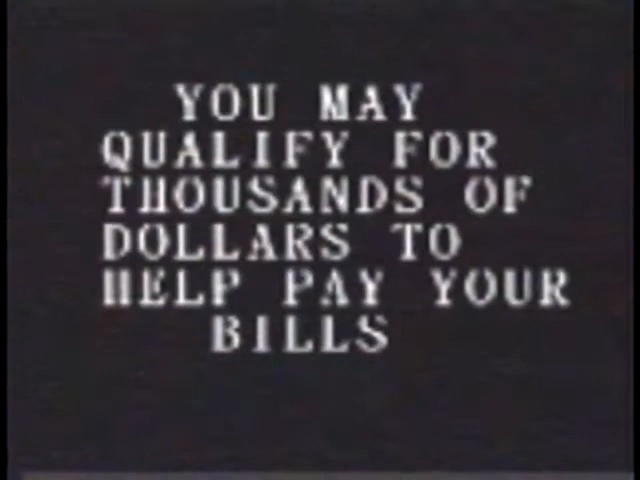 YOU MAY
QUALIFY FOR
THOUSANDS OF
DOLLARS TO
HELP PAY YOUR
BILLS